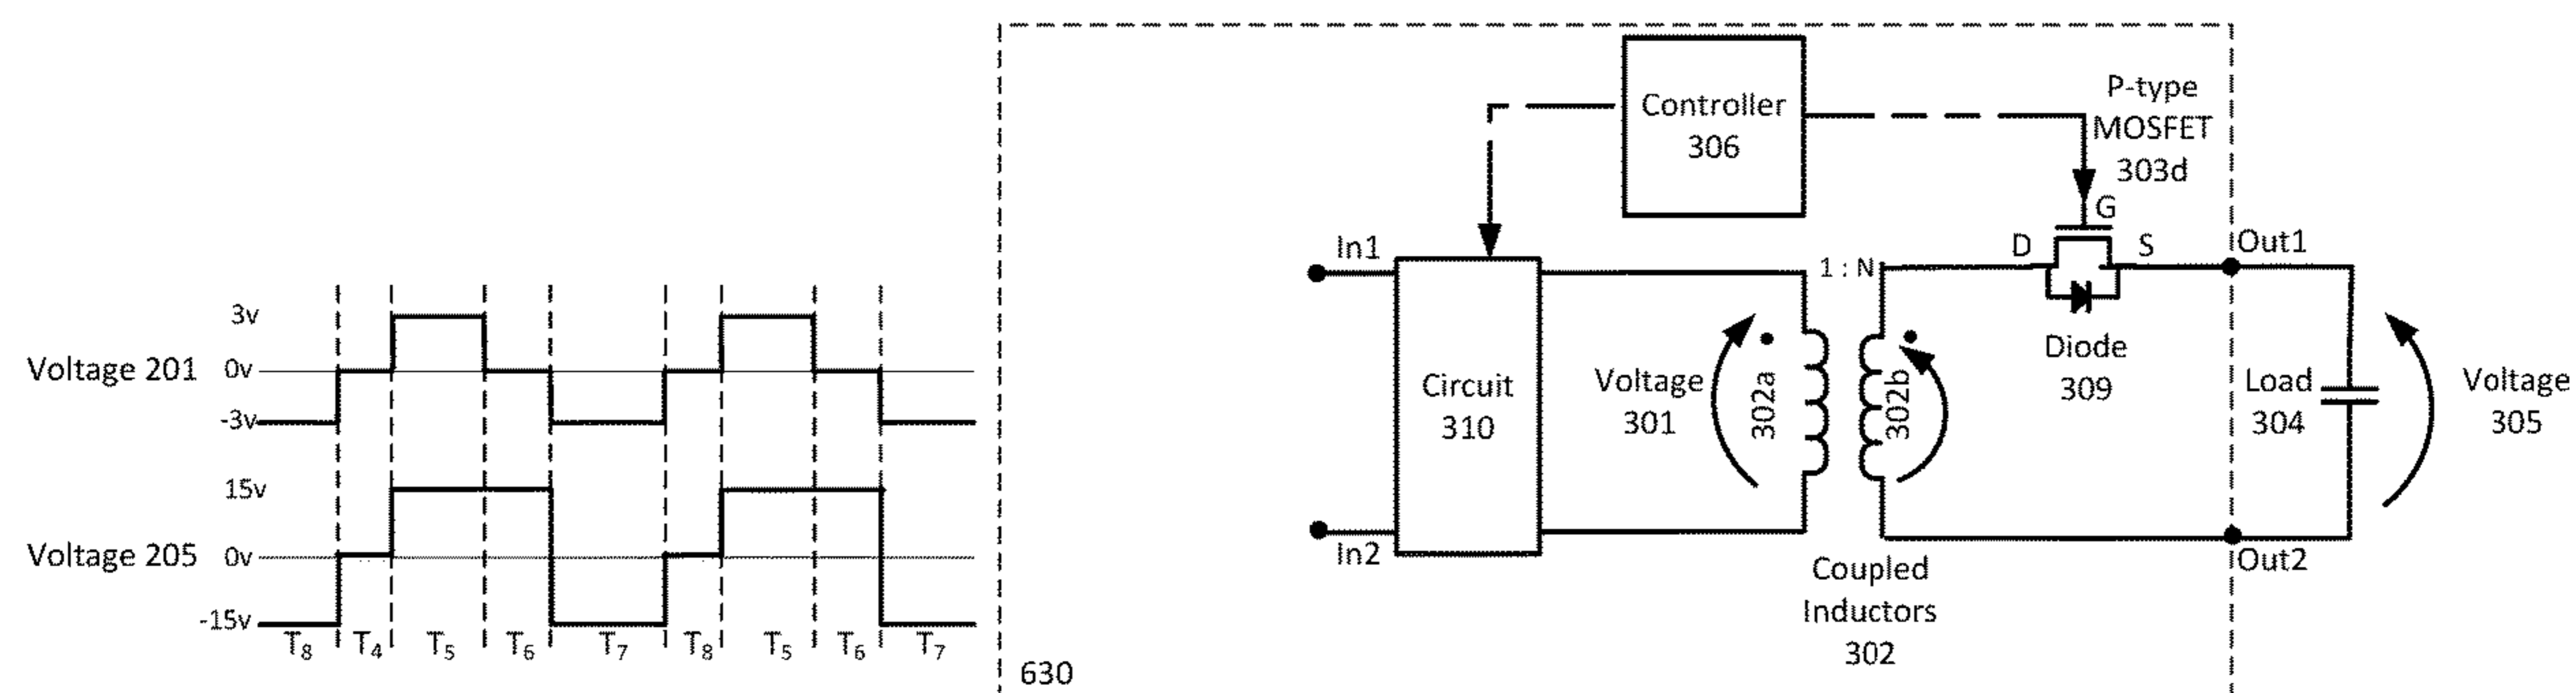 Voltage 201
3v
0v
-3v
Voltage 205
15v
0v
-15v
T8 T4 T5 T6 T7 T8 T5 T6 T7
630
Controller
306
P-type
MOSFET
303d
G
D
S
In1
In2
Circuit
310
Voltage
301
302a
1 : N
302b
Coupled
Inductors
302
Diode
309
Out1
Out2
Load
304
Voltage
305